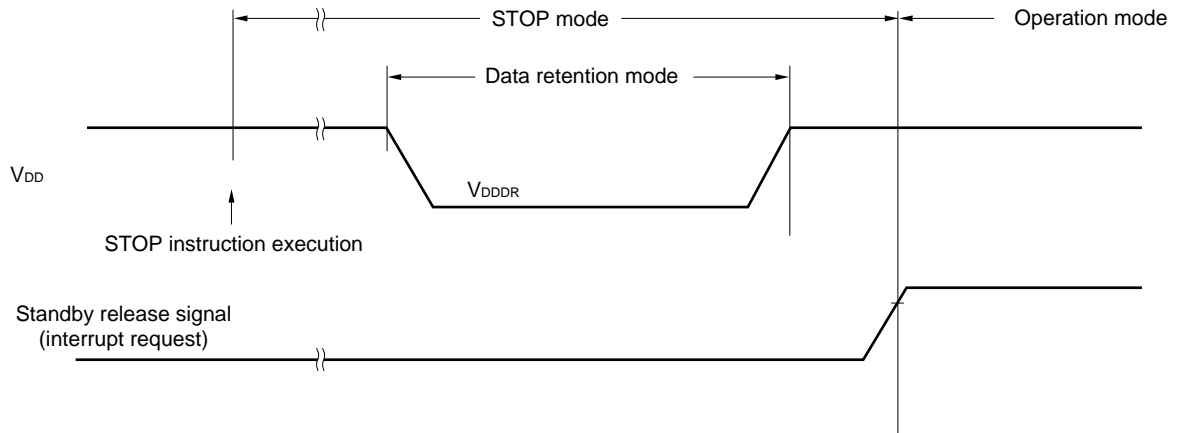 STOP mode
Operation mode
Data retention mode
VDD
VDDDR
STOP instruction execution
Standby release signal
(interrupt request)